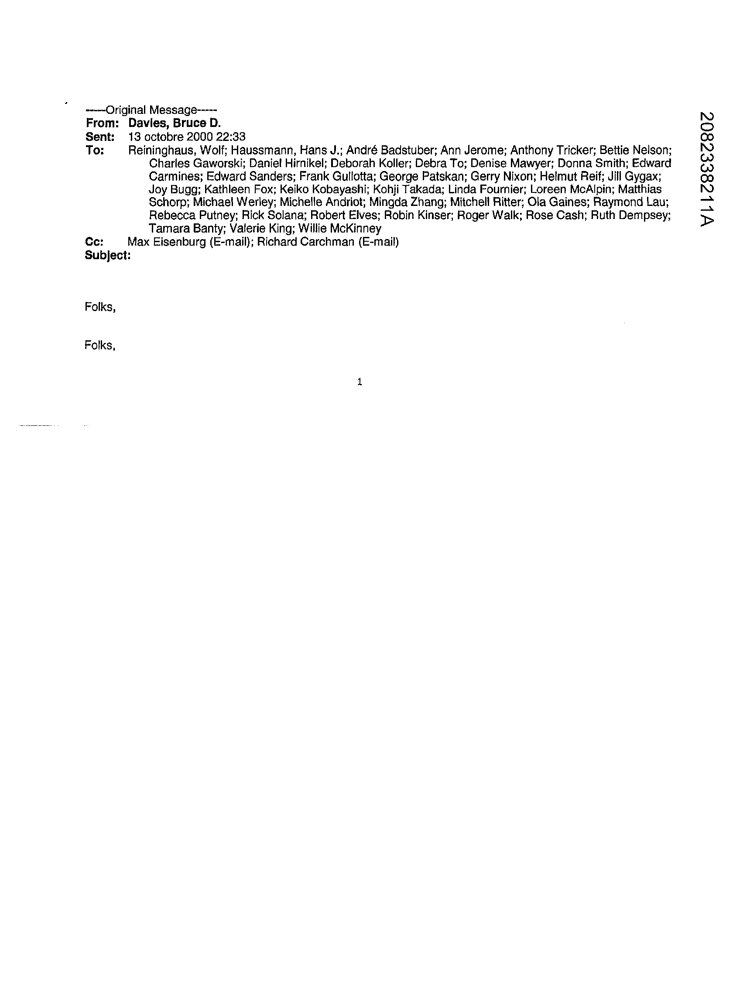 -----Original Message-----
From: Davies, Bruce D.
Sent: 13 octobre 2000 22:33
To: Reininghaus, Wolf; Haussmann, Hans J.; André Badstuber; Ann Jerome; Anthony Tricker; Bettie Nelson;
Charles Gaworski; Daniel Hirnikel; Deborah Koller; Debra To; Denise Mawyer; Donna Smith; Edward
Carmines; Edward Sanders; Frank Gullotta; George Patskan; Gerry Nixon; Helmut Reif; Jill Gygax;
Joy Bugg; Kathleen Fox; Keiko Kobayashi; Kohji Takada; Linda Fournier; Loreen McAlpin; Matthias
Schorp; Michael Werley; Michelle Andriot; Mingda Zhang; Mitchell Ritter; Ola Gaines; Raymond Lau;
Rebecca Putney; Rick Solana; Robert Elves; Robin Kinser; Roger Walk; Rose Cash; Ruth Dempsey;
Tamara Banty; Valerie King; Willie McKinney
Cc: Max Eisenburg (E-mail); Richard Carchman (E-mail)
Subject:
Folks,
Folks,
1
2082338211A